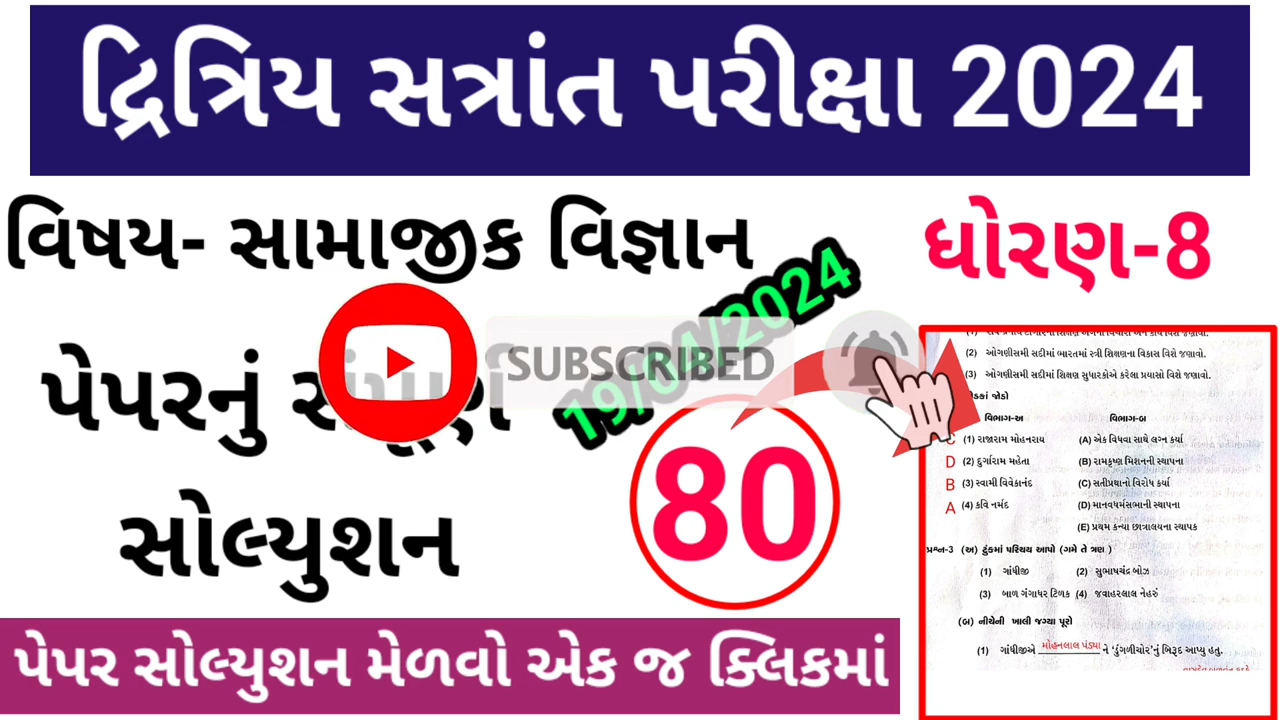 દ્વિત્રિય સત્રાંત પરીક્ષા 2024
વિષય- સામાજીક વિજ્ઞાન
ધોરણ-8
19/04/2024
પેપરનું સંપૂર્ણ
SUBSCRIBED
સોલ્યુશન
80
પેપર સોલ્યુશન મેળવો એક જ ક્લિકમાં
(2) ઓગણીસમી સદીમાં ભારતમાં સ્ત્રી શિક્ષણના વિકાસ વિશે જણાવો.
(3) ઓગણીસમી સદીમાં શિક્ષણ સુધારકોએ કરેલા પ્રયાસો વિશે જણાવો.
જોડો
વિભાગ-અ વિભાગ-બ
C (1) રાજારામ મોહનરાય (A) એક વિધવા સાથે લગ્ન કર્યા
D (2) દુર્ગારામ મહેતા (B) રામકૃષ્ણ મિશનની સ્થાપના
B (3) સ્વામી વિવેકાનંદ (C) સતીપ્રથાનો વિરોધ કર્યો
A (4) કવિ નર્મદ (D) માનવધર્મસભાની સ્થાપના
(E) પ્રથમ કન્યા છાત્રાલયના સ્થાપક
પ્રશ્ન-3 (અ) ટુંકમાં પરિચય આપો (ગમે તે ત્રણ )
(1) ગાંધીજી (2) સુભાષચંદ્ર બોઝ
(3) બાળ ગંગાધર ટિળક (4) જવાહરલાલ નેહરું
(બ) નીચેની ખાલી જગ્યા પૂરો
(1) ગાંધીજીએ મોહનલાલ પંડ્યા ને 'ડુંગળીચોર'નું બિરૂદ આપ્યુ હતુ.